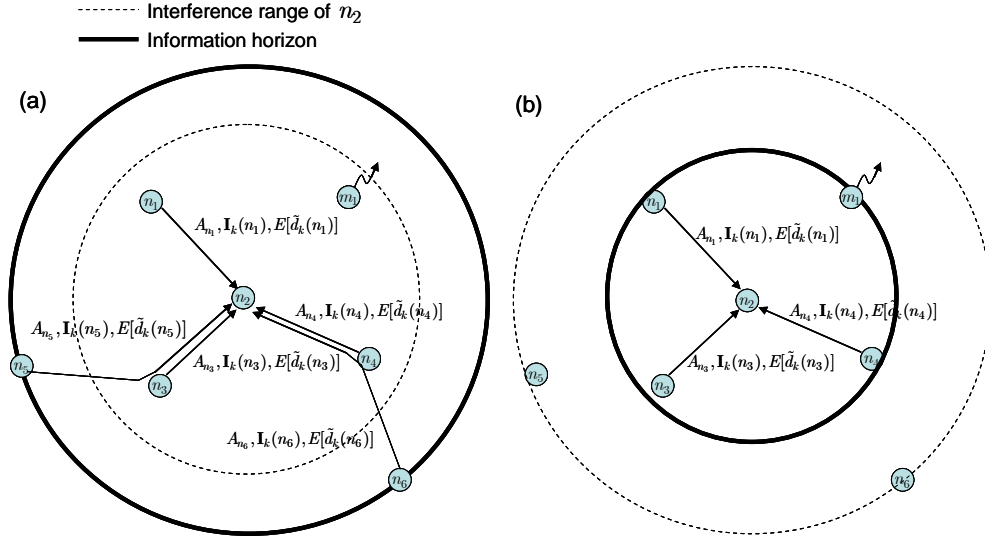 Interference range of n₂
Information horizon
(a)
(b)
n₁
m₁
A_{n₁}, I_k(n₁), E[d̃_k(n₁)]
n₂
A_{n₄}, I_k(n₄), E[d̃_k(n₄)]
A_{n₅}, I_k(n₅), E[d̃_k(n₅)]
n₅
A_{n₃}, I_k(n₃), E[d̃_k(n₃)]
n₄
n₃
A_{n₆}, I_k(n₆), E[d̃_k(n₆)]
n₆
n₁
m₁
A_{n₁}, I_k(n₁), E[d̃_k(n₁)]
n₂
A_{n₄}, I_k(n₄), E[d̃_k(n₄)]
A_{n₃}, I_k(n₃), E[d̃_k(n₃)]
n₄
n₅
n₃
n₆